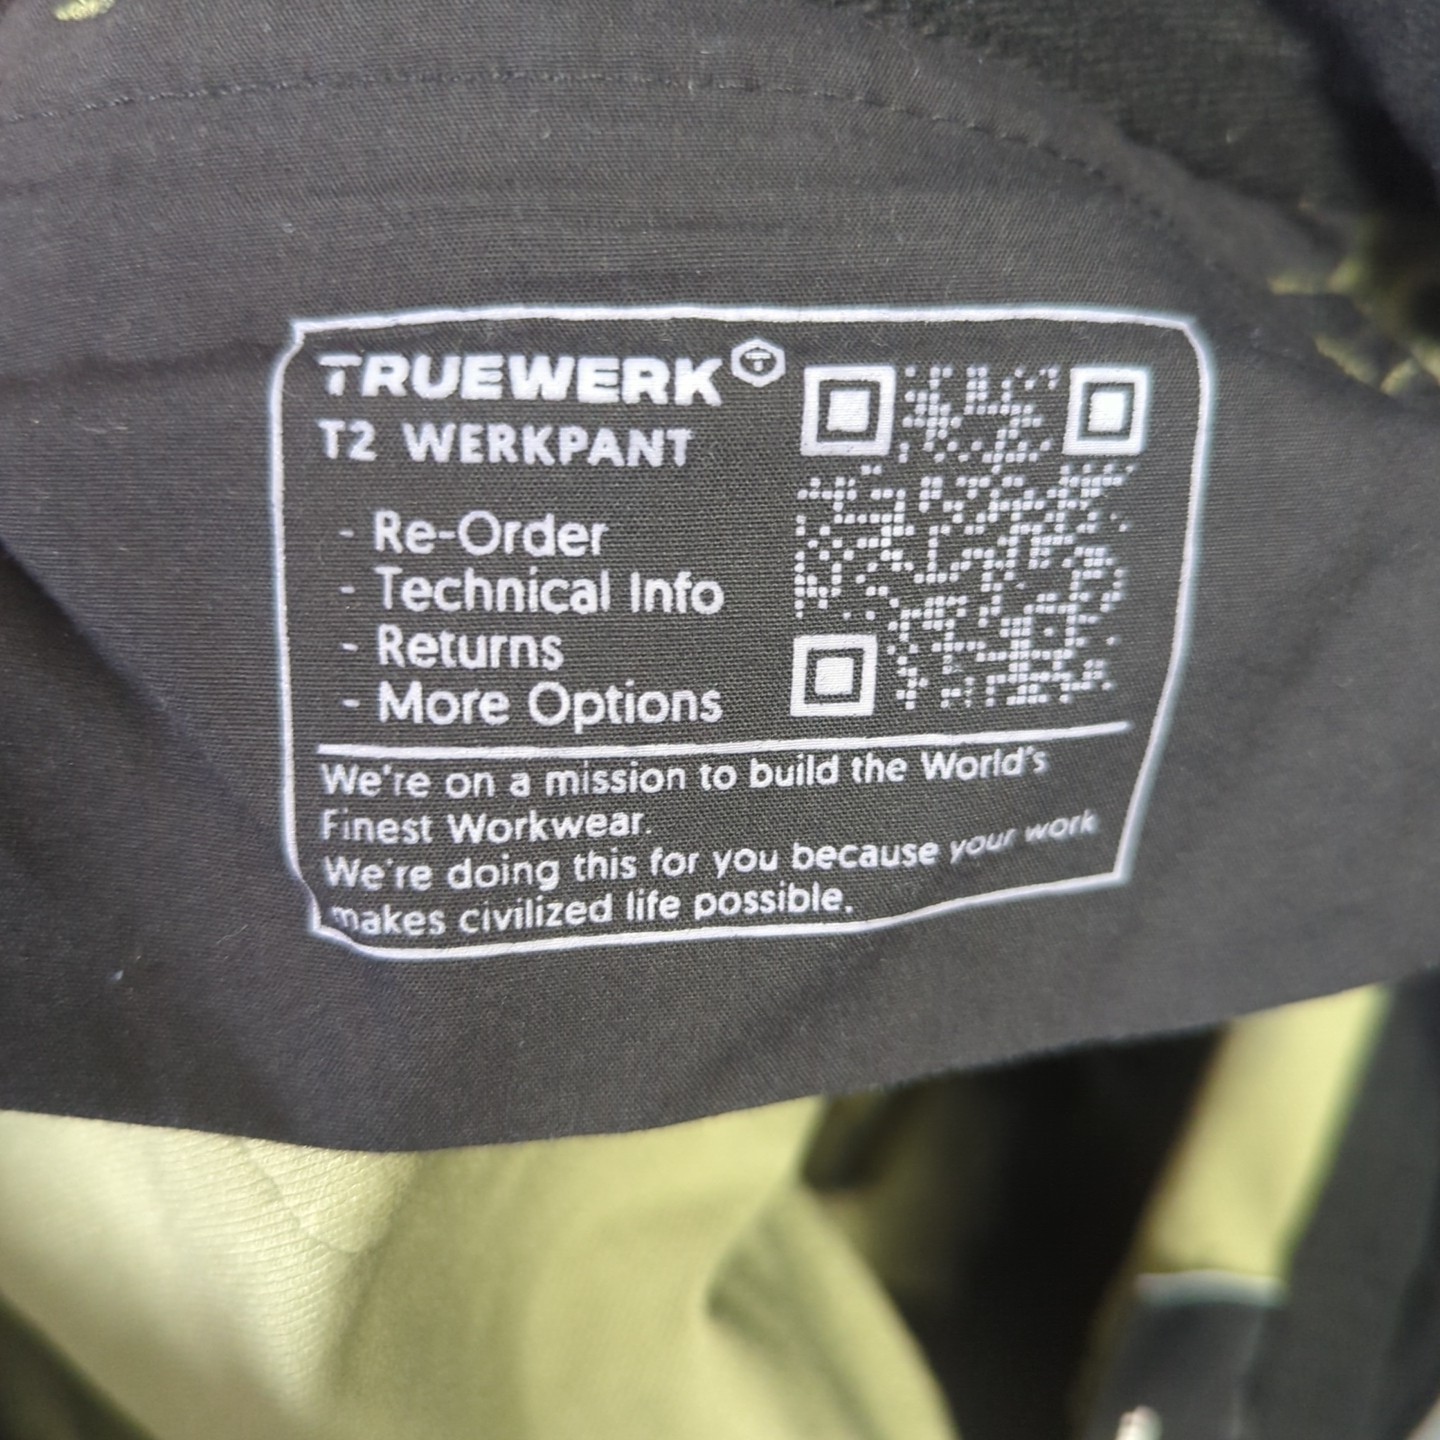 TRUEWERK
T2 WERKPANT
- Re-Order
- Technical Info
- Returns
- More Options
We're on a mission to build the World's
Finest Workwear.
We're doing this for you because your work
makes civilized life possible.